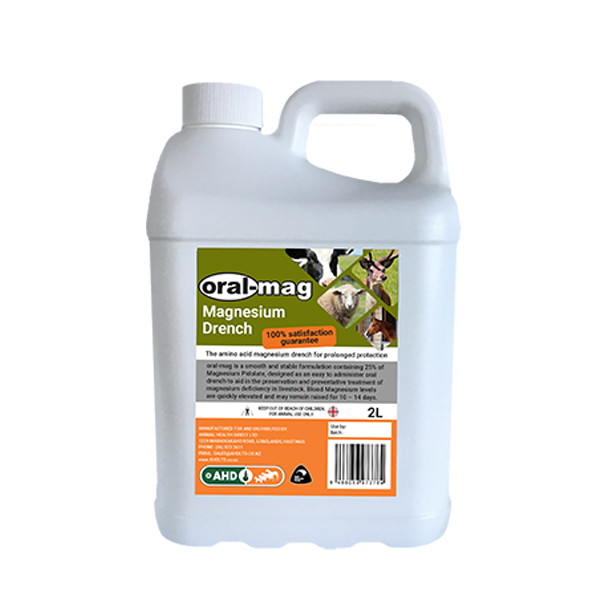 oral-mag
Magnesium
Drench
100% satisfaction
guarantee
The amino acid magnesium drench for prolonged protection
oral-mag is a smooth and stable formulation containing 25% of
Magnesium Pidolate, designed as an easy to administer oral
drench to aid in the preservation and preventative treatment of
magnesium deficiency in livestock. Blood Magnesium levels
are quickly elevated and may remain raised for 10 – 14 days.
KEEP OUT OF REACH OF CHILDREN,
FOR ANIMAL USE ONLY
2L
MANUFACTURED FOR AND DISTRIBUTED BY:
ANIMAL HEALTH DIRECT LTD
Use by:
Batch:
AHD